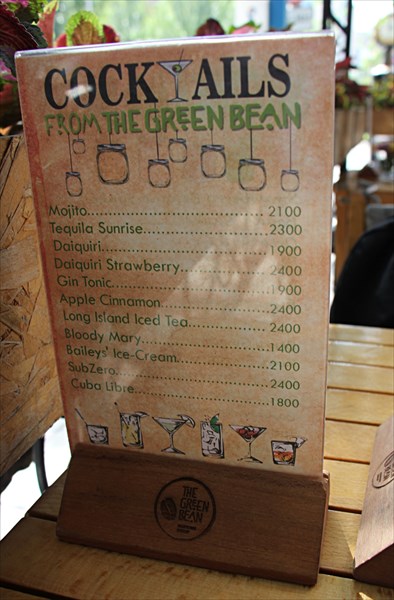 COCKTAILS
FROM THE GREEN BEAN
Mojito.......................................... 2100
Tequila Sunrise............................. 2300
Daiquiri........................................1900
Daiquiri Strawberry...................... 2400
Gin Tonic.....................................1900
Apple Cinnamon......................... 2400
Long Island Iced Tea.................... 2400
Bloody Mary................................1400
Baileys' Ice-Cream........................2100
SubZero...................................... 2400
Cuba Libre.................................. 1800
THE
GREEN
BEAN